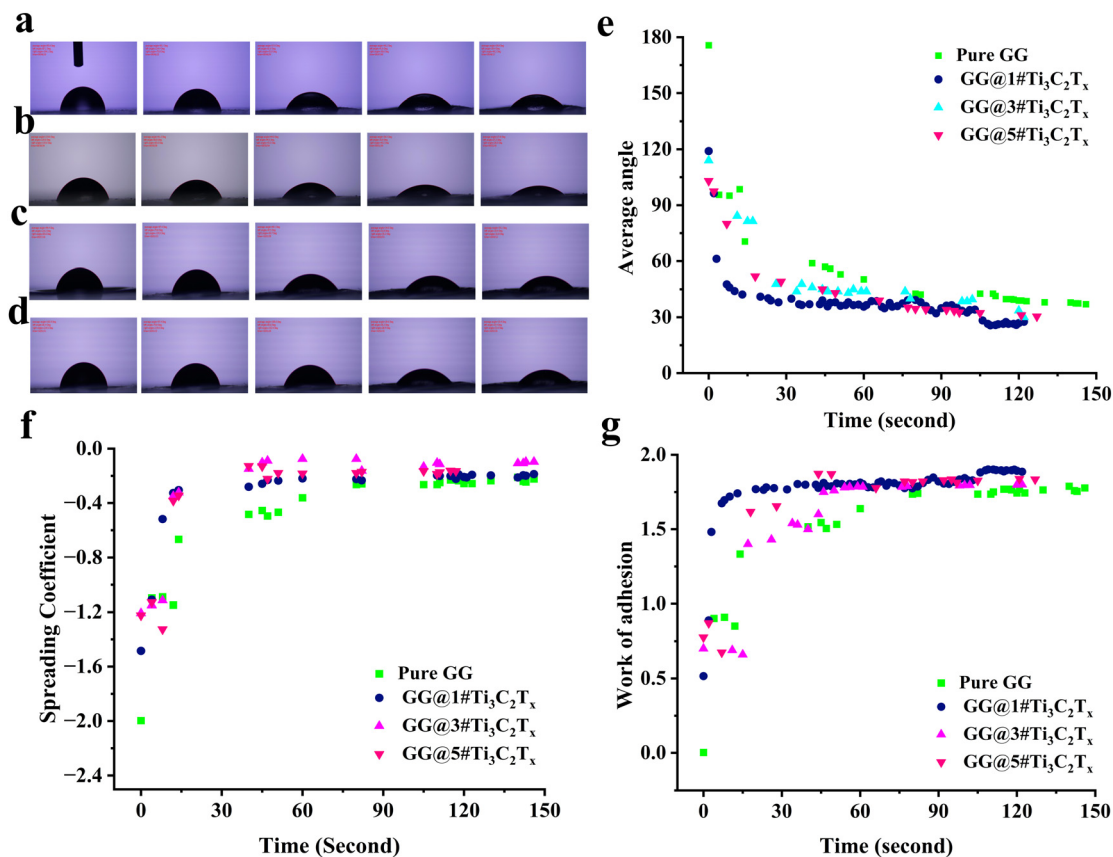 a
b
c
d
e
180
150
120
90
60
30
0
Average angle
0 30 60 90 120 150
Time (second)
Pure GG
GG@1#Ti₃C₂Tₓ
GG@3#Ti₃C₂Tₓ
GG@5#Ti₃C₂Tₓ
f
0.0
−0.4
−0.8
−1.2
−1.6
−2.0
−2.4
Spreading Coefficient
0 30 60 90 120 150
Time (Second)
Pure GG
GG@1#Ti₃C₂Tₓ
GG@3#Ti₃C₂Tₓ
GG@5#Ti₃C₂Tₓ
g
2.0
1.5
1.0
0.5
0.0
Work of adhesion
0 30 60 90 120 150
Time (second)
Pure GG
GG@1#Ti₃C₂Tₓ
GG@3#Ti₃C₂Tₓ
GG@5#Ti₃C₂Tₓ